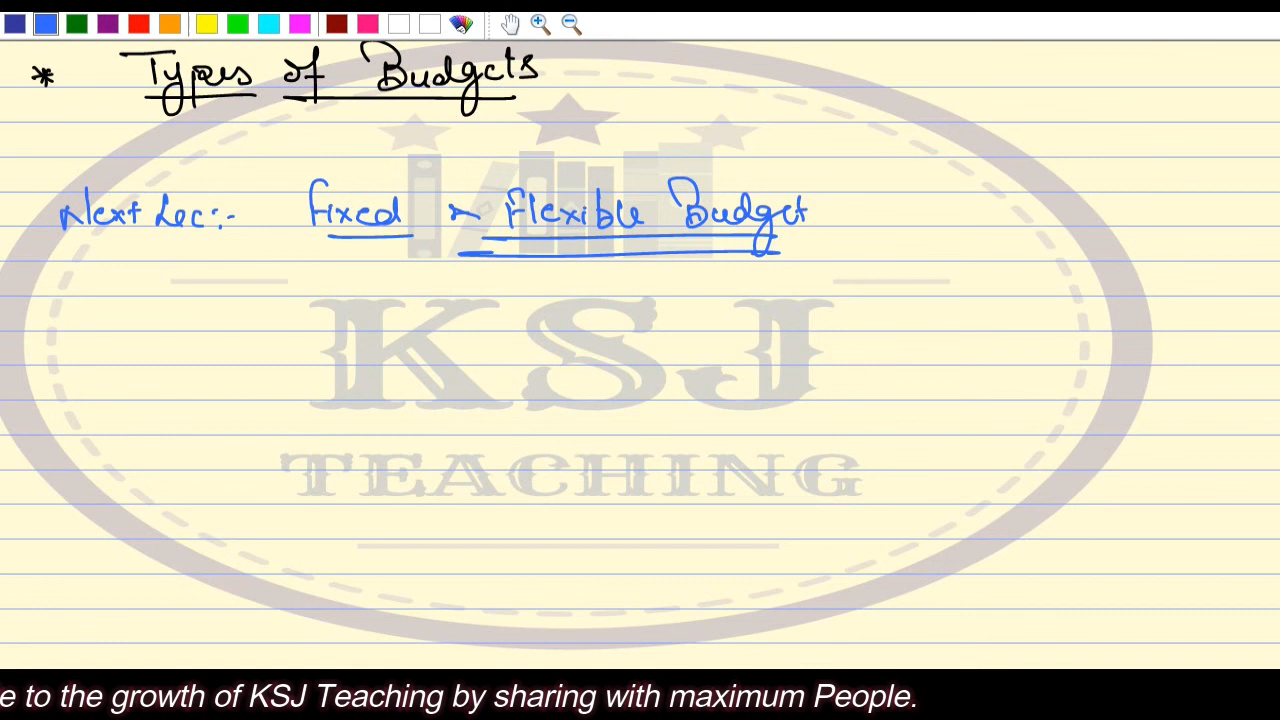 * Types of Budgets
Next Lec:- Fixed & Flexible Budget
KSJ
TEACHING
e to the growth of KSJ Teaching by sharing with maximum People.